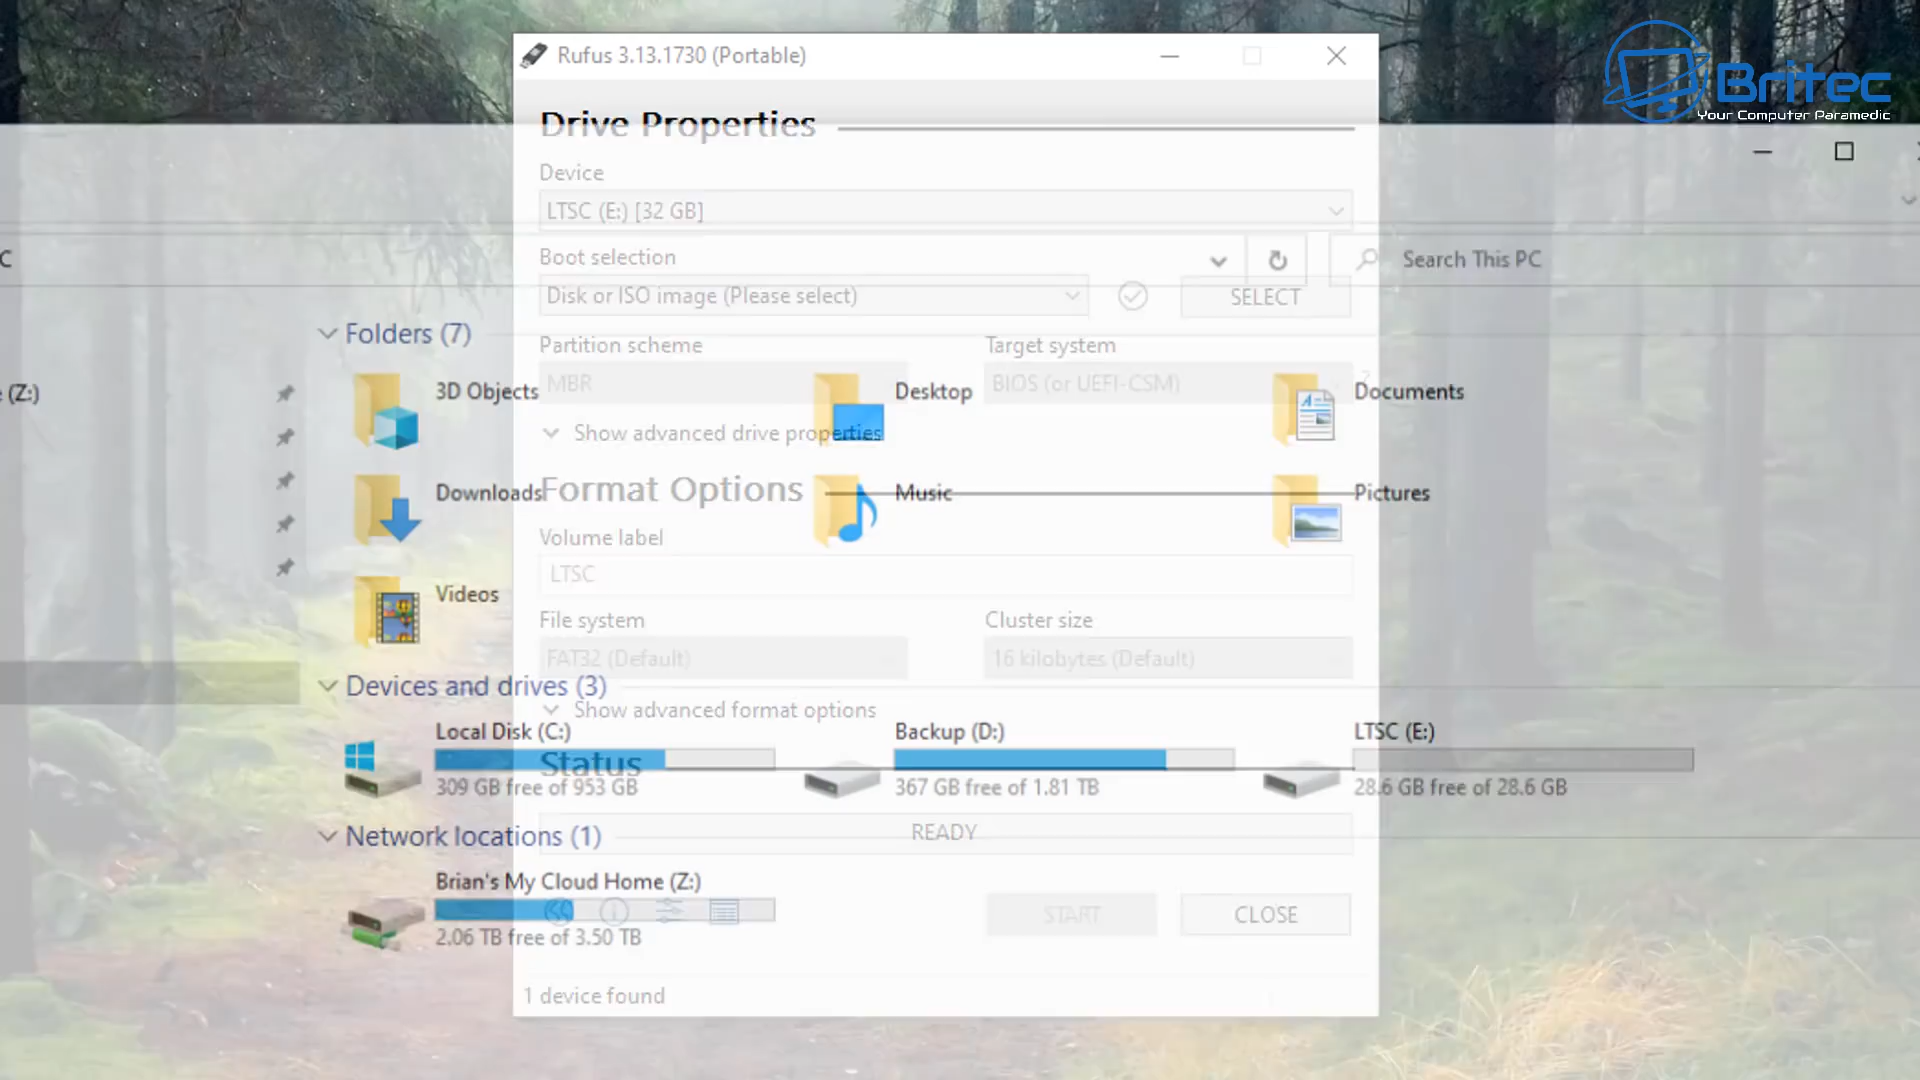 Rufus 3.13.1730 (Portable)
Britec
Your Computer Paramedic
Drive Properties
Device
LTSC (E:) [32 GB]
Boot selection
C
Search This PC
Disk or ISO image (Please select)
SELECT
Folders (7)
Partition scheme
Target system
MBR
BIOS (or UEFI-CSM)
(Z:)
3D Objects
Desktop
Documents
Show advanced drive properties
Downloads
Format Options
Music
Pictures
Volume label
LTSC
Videos
File system
Cluster size
FAT32 (Default)
16 kilobytes (Default)
Devices and drives (3)
Show advanced format options
Local Disk (C:)
Backup (D:)
LTSC (E:)
Status
309 GB free of 953 GB
367 GB free of 1.81 TB
28.6 GB free of 28.6 GB
Network locations (1)
READY
Brian's My Cloud Home (Z:)
START
CLOSE
2.06 TB free of 3.50 TB
1 device found